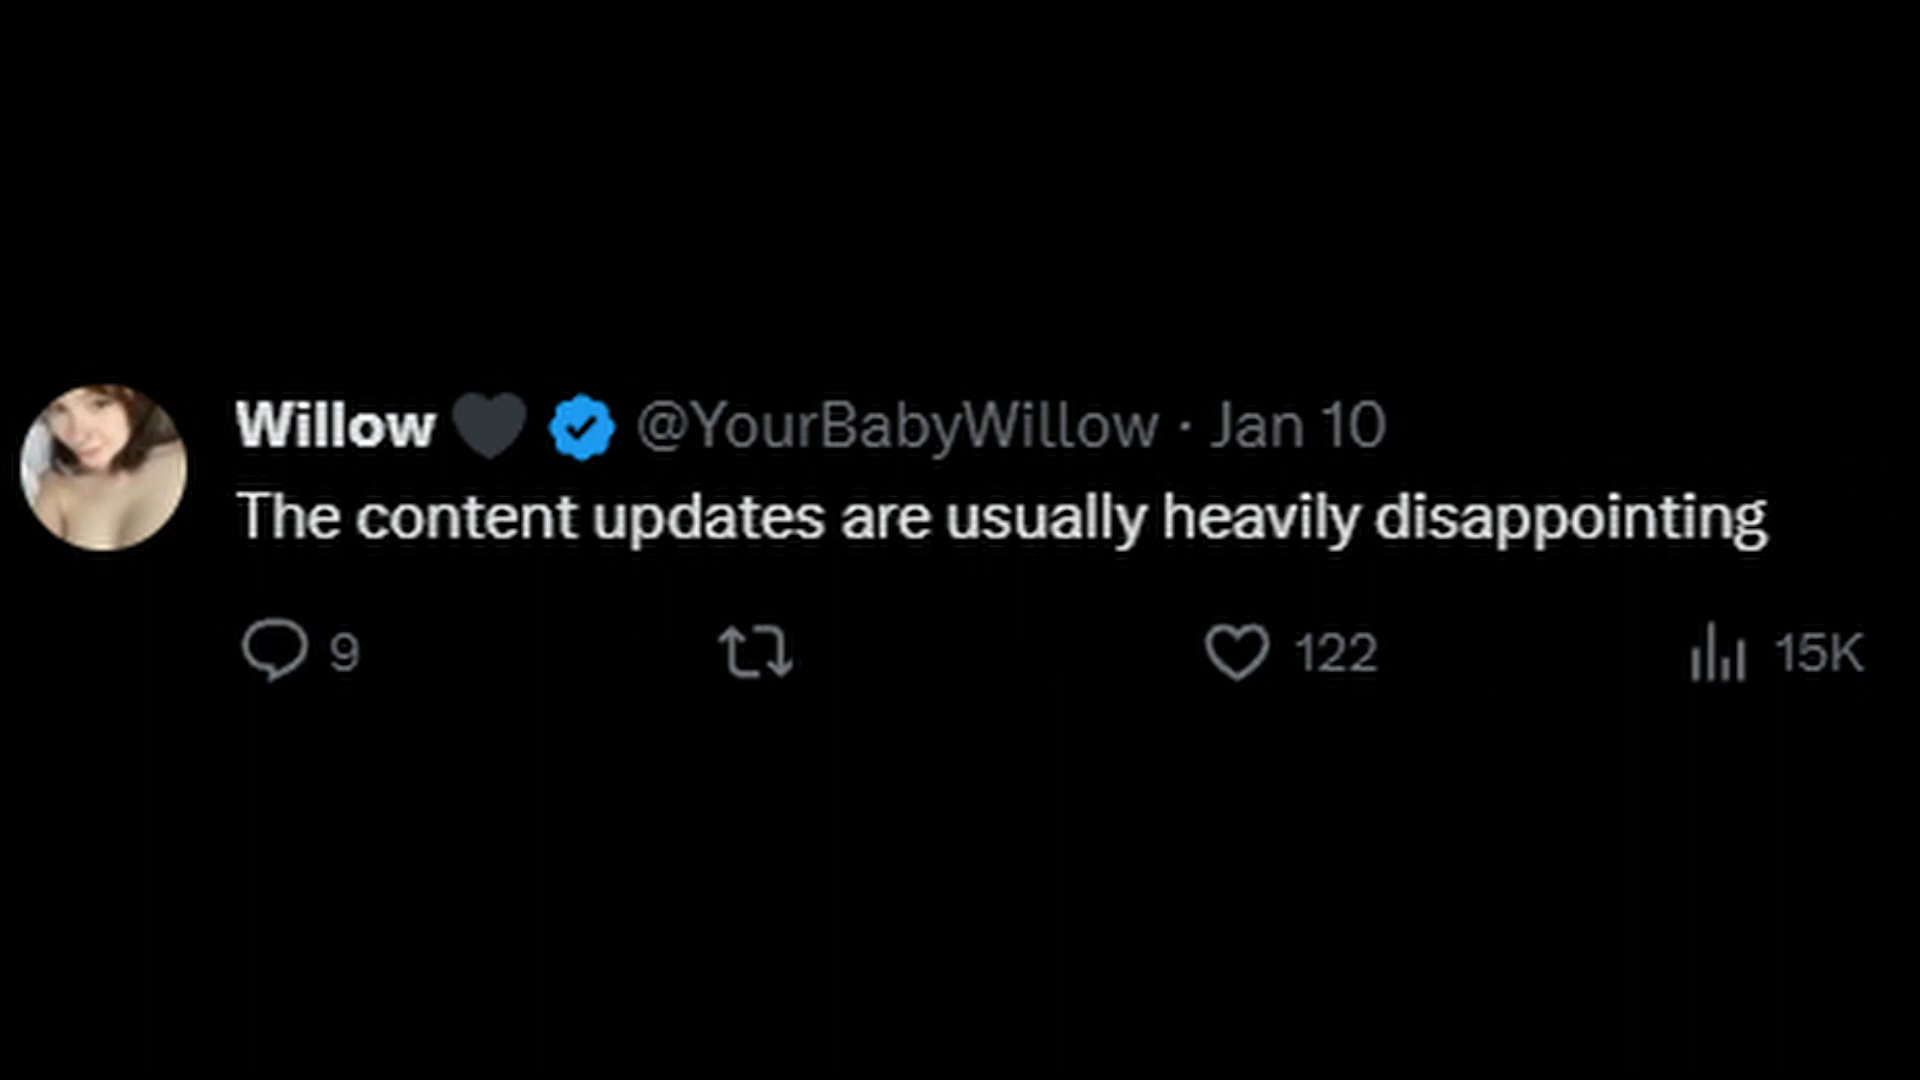 Willow 🖤 @YourBabyWillow · Jan 10
The content updates are usually heavily disappointing
9 122 15K